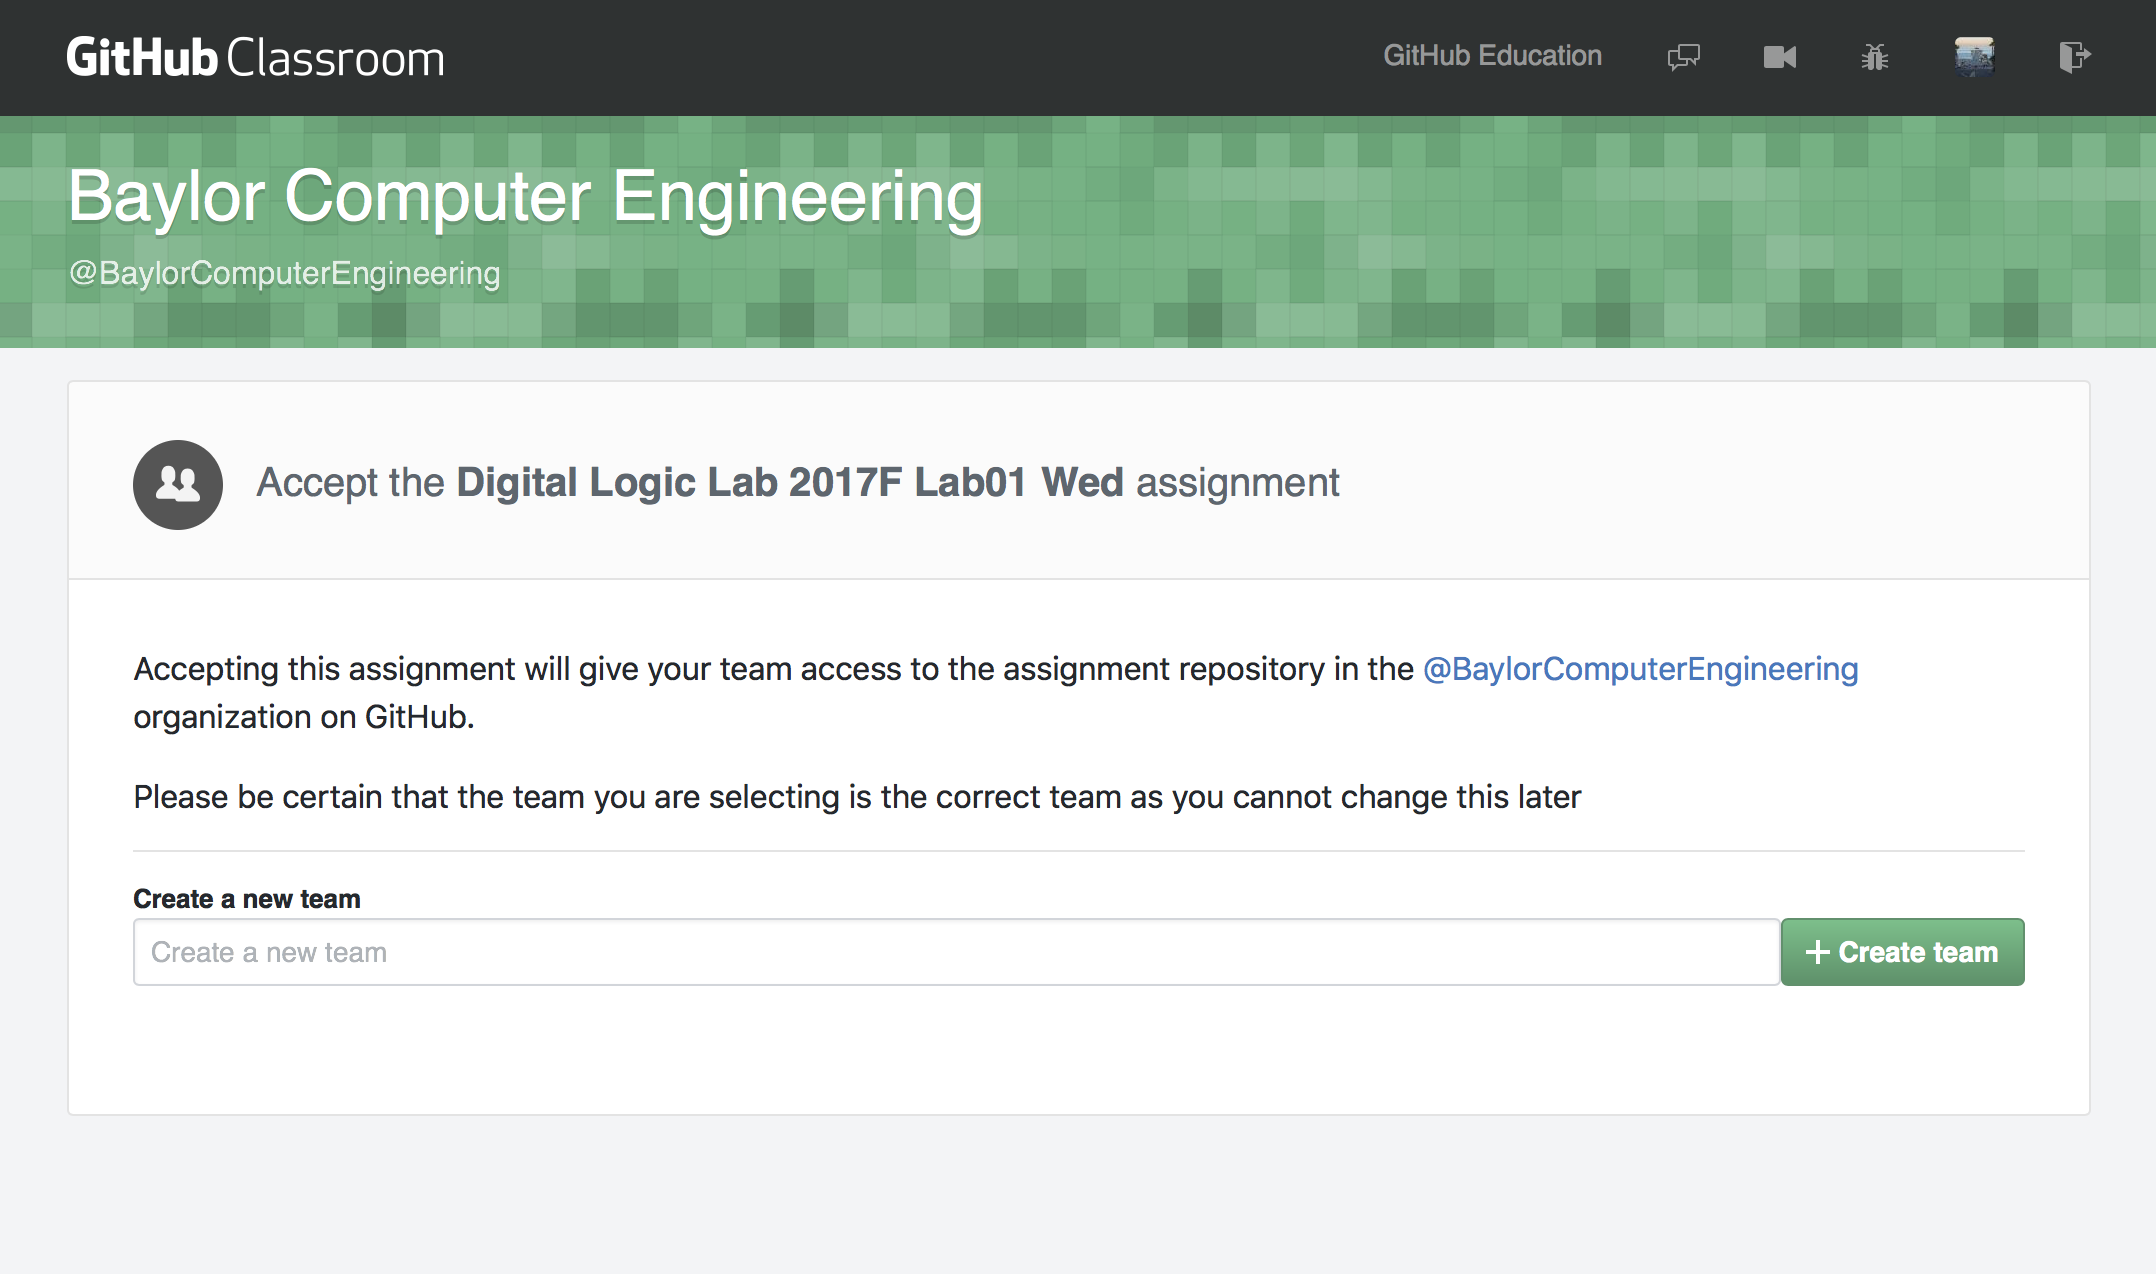 GitHub Classroom
GitHub Education
Baylor Computer Engineering
@BaylorComputerEngineering
Accept the Digital Logic Lab 2017F Lab01 Wed assignment
Accepting this assignment will give your team access to the assignment repository in the @BaylorComputerEngineering
organization on GitHub.
Please be certain that the team you are selecting is the correct team as you cannot change this later
Create a new team
Create a new team
Create team